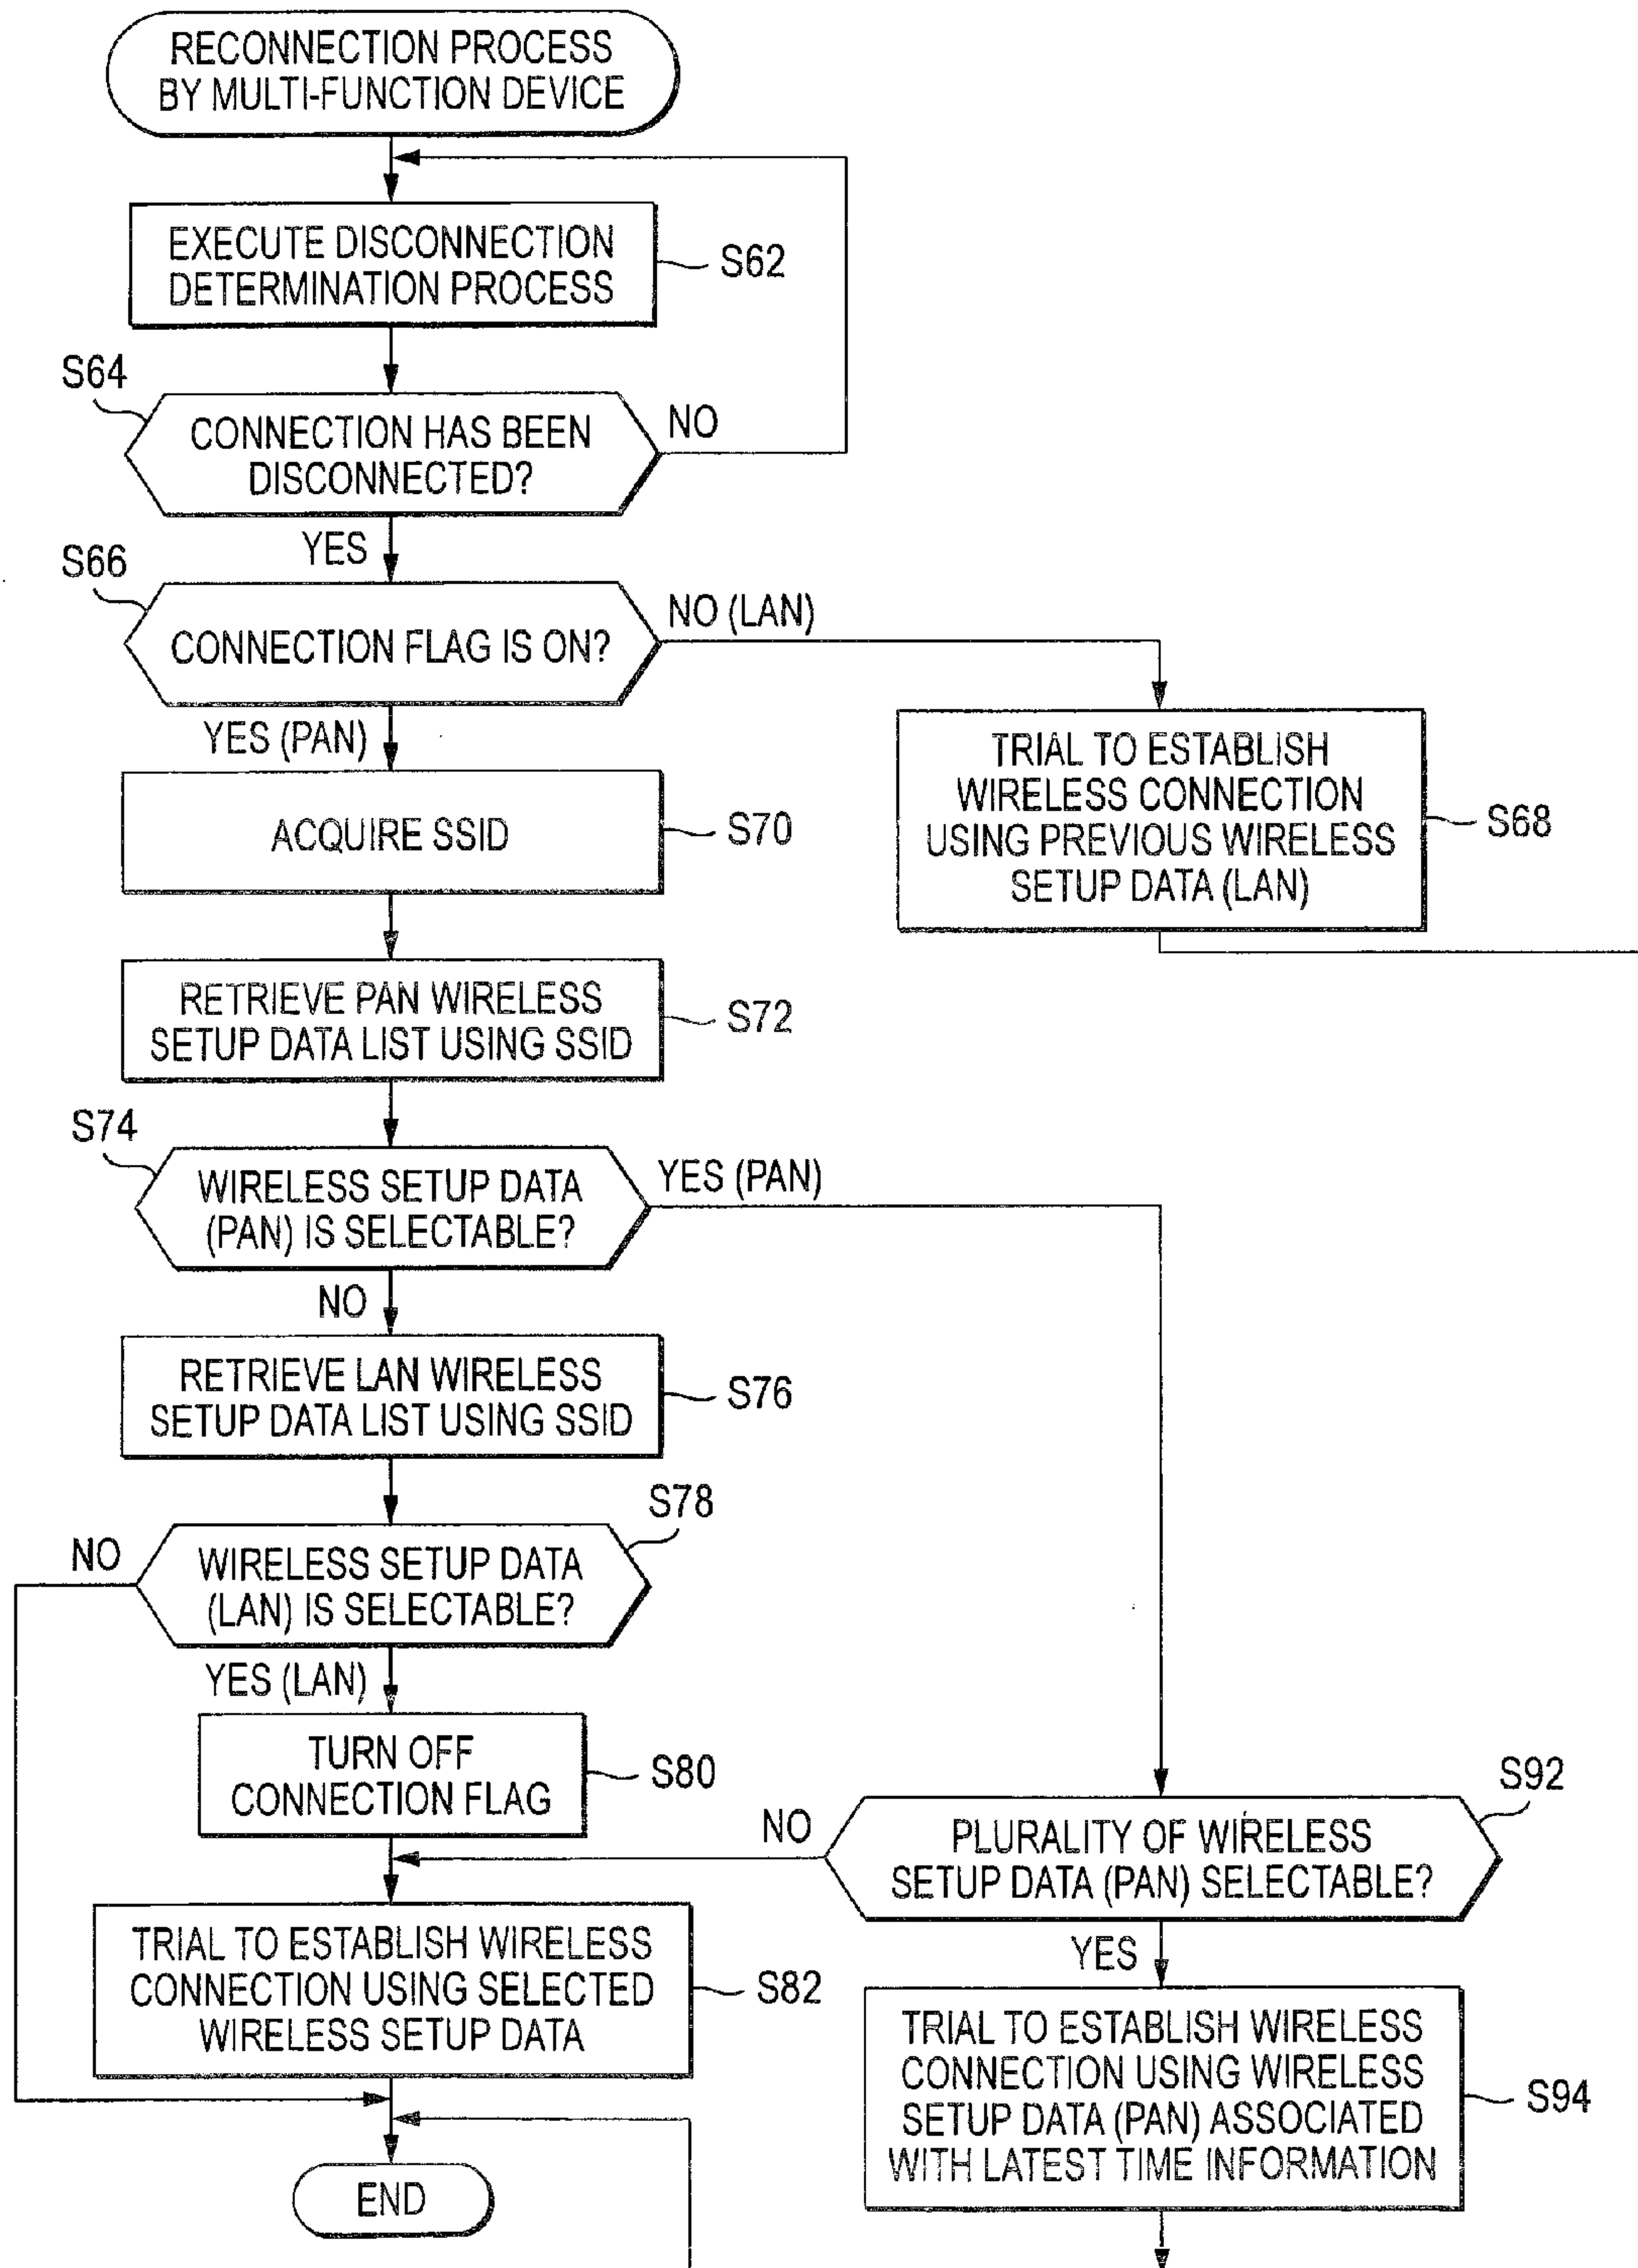 RECONNECTION PROCESS
BY MULTI-FUNCTION DEVICE
EXECUTE DISCONNECTION
DETERMINATION PROCESS
S62
S64
CONNECTION HAS BEEN
DISCONNECTED?
NO
YES
S66
CONNECTION FLAG IS ON?
NO (LAN)
YES (PAN)
TRIAL TO ESTABLISH
WIRELESS CONNECTION
USING PREVIOUS WIRELESS
SETUP DATA (LAN)
S68
ACQUIRE SSID
S70
RETRIEVE PAN WIRELESS
SETUP DATA LIST USING SSID
S72
S74
WIRELESS SETUP DATA
(PAN) IS SELECTABLE?
YES (PAN)
NO
RETRIEVE LAN WIRELESS
SETUP DATA LIST USING SSID
S76
S78
NO
WIRELESS SETUP DATA
(LAN) IS SELECTABLE?
YES (LAN)
TURN OFF
CONNECTION FLAG
S80
S92
NO
PLURALITY OF WIRELESS
SETUP DATA (PAN) SELECTABLE?
YES
TRIAL TO ESTABLISH WIRELESS
CONNECTION USING SELECTED
WIRELESS SETUP DATA
S82
TRIAL TO ESTABLISH WIRELESS
CONNECTION USING WIRELESS
SETUP DATA (PAN) ASSOCIATED
WITH LATEST TIME INFORMATION
S94
END